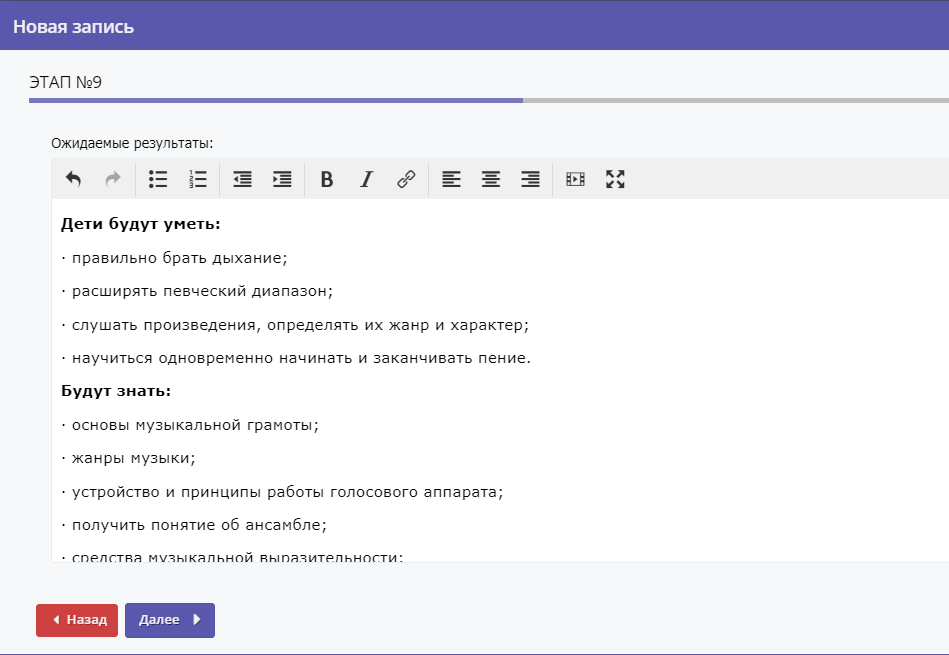 Новая запись
ЭТАП №9
Ожидаемые результаты:
Дети будут уметь:
· правильно брать дыхание;
· расширять певческий диапазон;
· слушать произведения, определять их жанр и характер;
· научиться одновременно начинать и заканчивать пение.
Будут знать:
· основы музыкальной грамоты;
· жанры музыки;
· устройство и принципы работы голосового аппарата;
· получить понятие об ансамбле;
· средства музыкальной выразительности;
Назад Далее